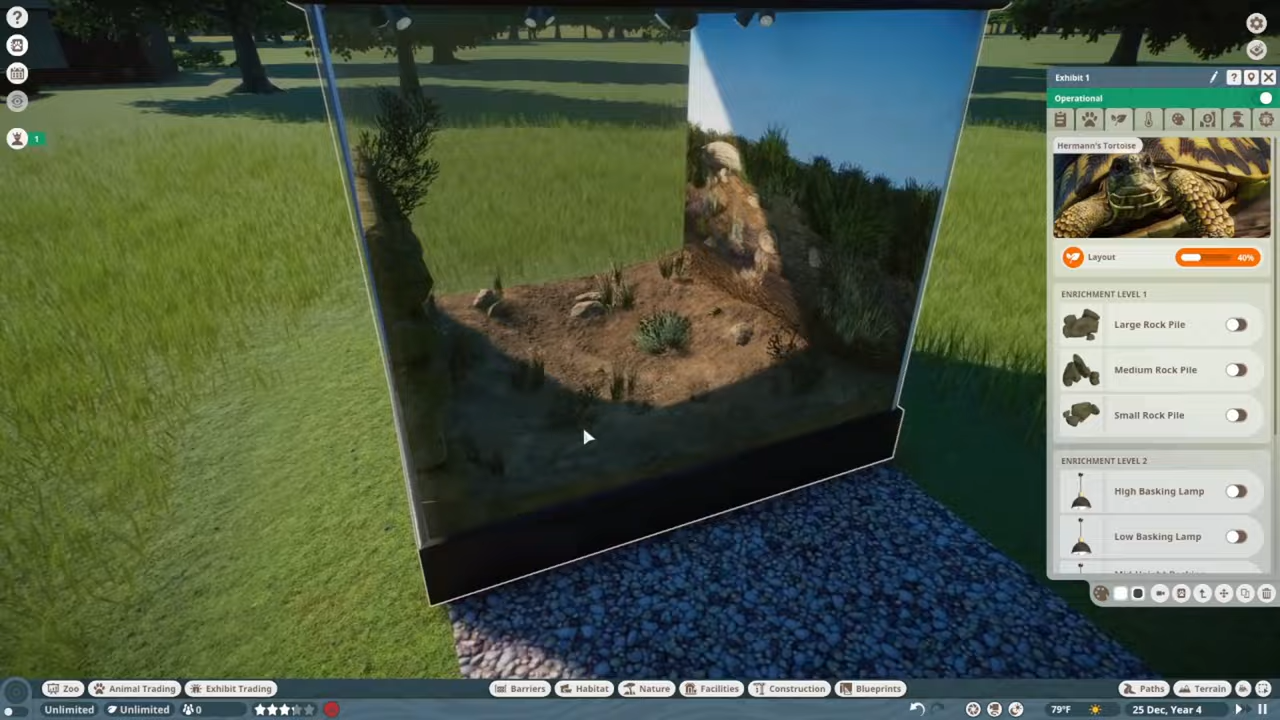 Exhibit 1
?
?
Operational
1
Hermann's Tortoise
Layout
40%
ENRICHMENT LEVEL 1
Large Rock Pile
Medium Rock Pile
Small Rock Pile
ENRICHMENT LEVEL 2
High Basking Lamp
Low Basking Lamp
Zoo
Animal Trading
Exhibit Trading
Barriers
Habitat
Nature
Facilities
Construction
Blueprints
Paths
Terrain
Unlimited
Unlimited
0
79°F
25 Dec, Year 4